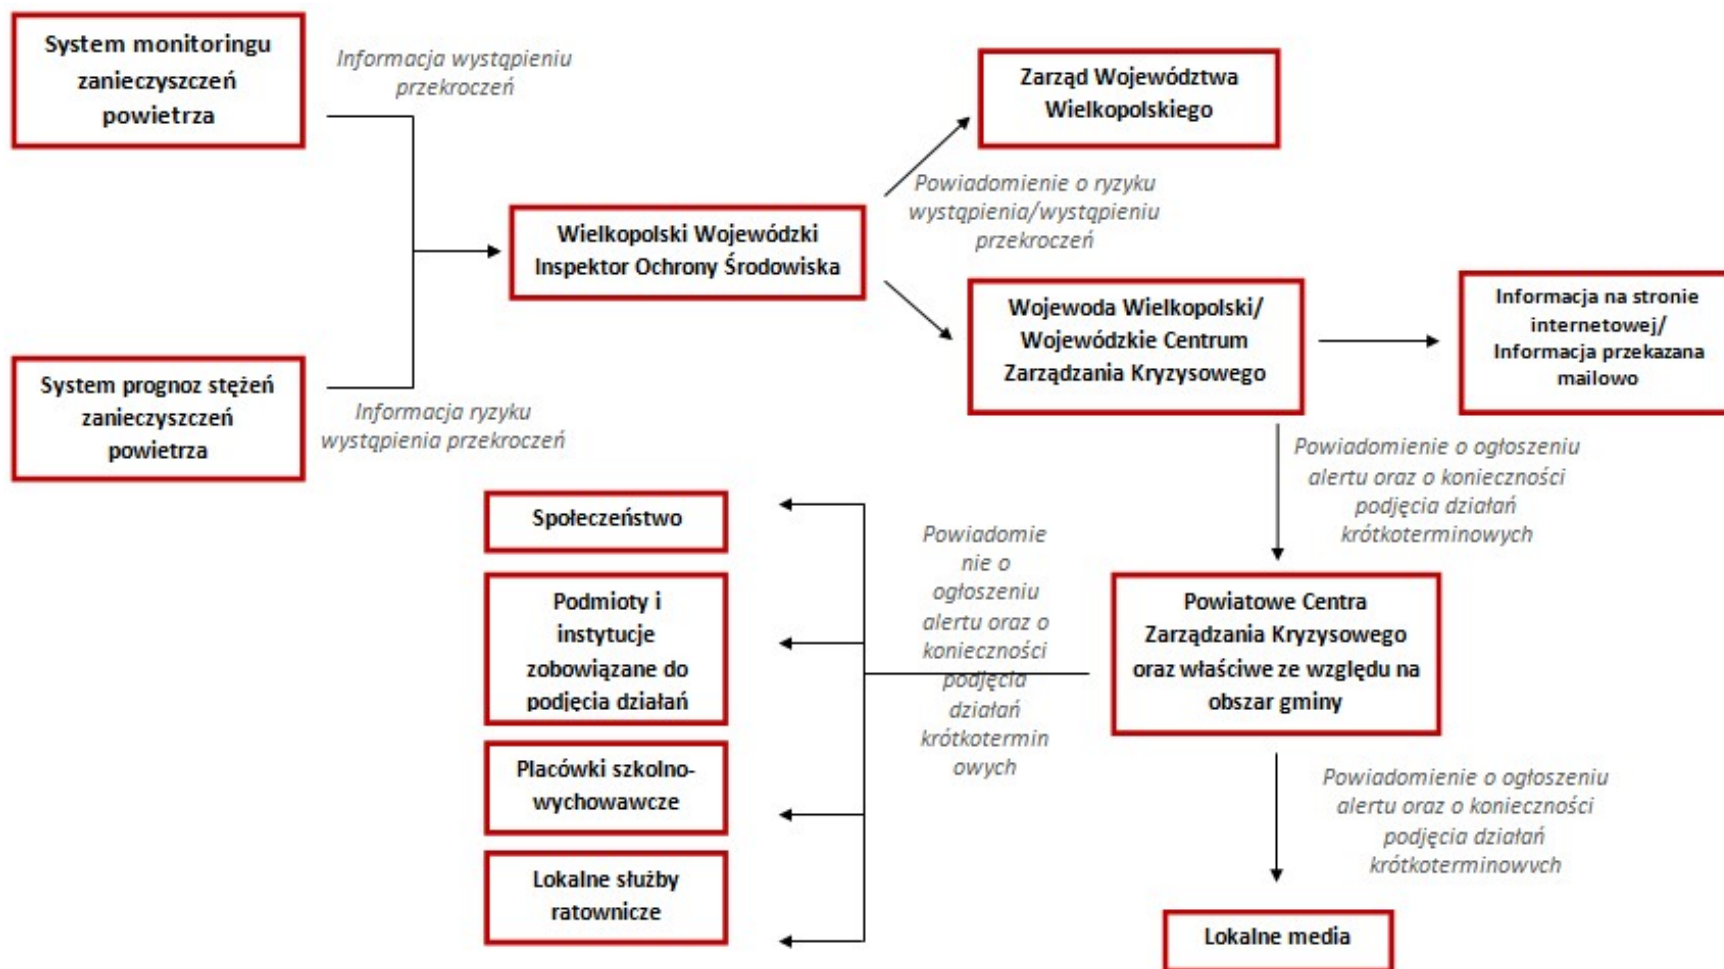 System monitoringu
zanieczyszczeń
powietrza
Informacja wystąpieniu
przekroczeń
Zarząd Województwa
Wielkopolskiego
Powiadomienie o ryzyku
wystąpienia/wystąpieniu
przekroczeń
Wielkopolski Wojewódzki
Inspektor Ochrony Środowiska
Wojewoda Wielkopolski/
Wojewódzkie Centrum
Zarządzania Kryzysowego
Informacja na stronie
internetowej/
Informacja przekazana
mailowo
System prognoz stężeń
zanieczyszczeń
powietrza
Informacja ryzyku
wystąpienia przekroczeń
Powiadomienie o ogłoszeniu
alertu oraz o konieczności
podjęcia działań
krótkoterminowych
Społeczeństwo
Podmioty i
instytucje
zobowiązane do
podjęcia działań
Placówki szkolno-
wychowawcze
Lokalne służby
ratownicze
Powiadomie
nie o
ogłoszeniu
alertu oraz o
konieczności
podjęcia
działań
krótkotermin
owych
Powiatowe Centra
Zarządzania Kryzysowego
oraz właściwe ze względu na
obszar gminy
Powiadomienie o ogłoszeniu
alertu oraz o konieczności
podjęcia działań
krótkoterminowych
Lokalne media